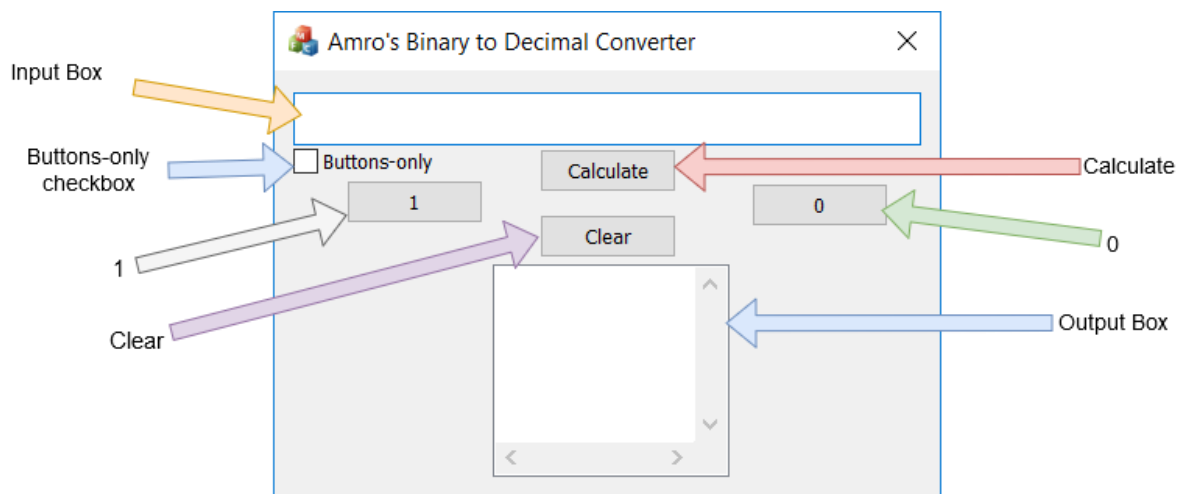 Amro's Binary to Decimal Converter
Input Box
Buttons-only
checkbox
Buttons-only
Calculate
Calculate
1
0
Clear
0
1
Clear
Output Box